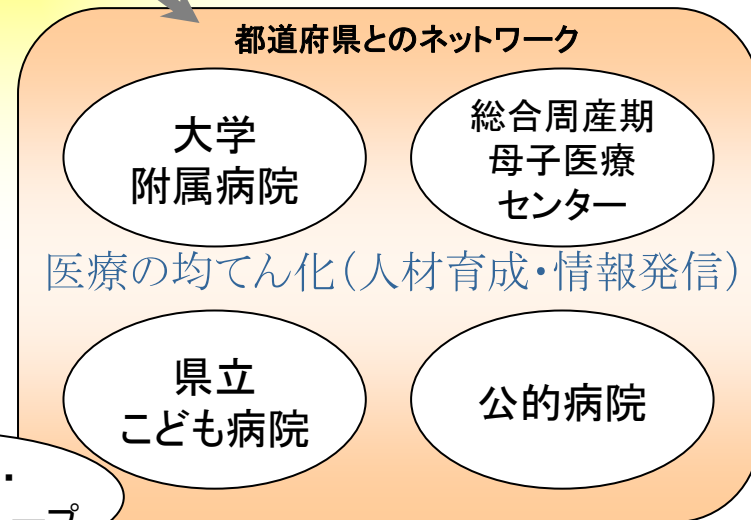 都道府県とのネットワーク
大学
附属病院
総合周産期
母子医療
センター
医療の均てん化(人材育成・情報発信)
県立
こども病院
公的病院
・
ープ